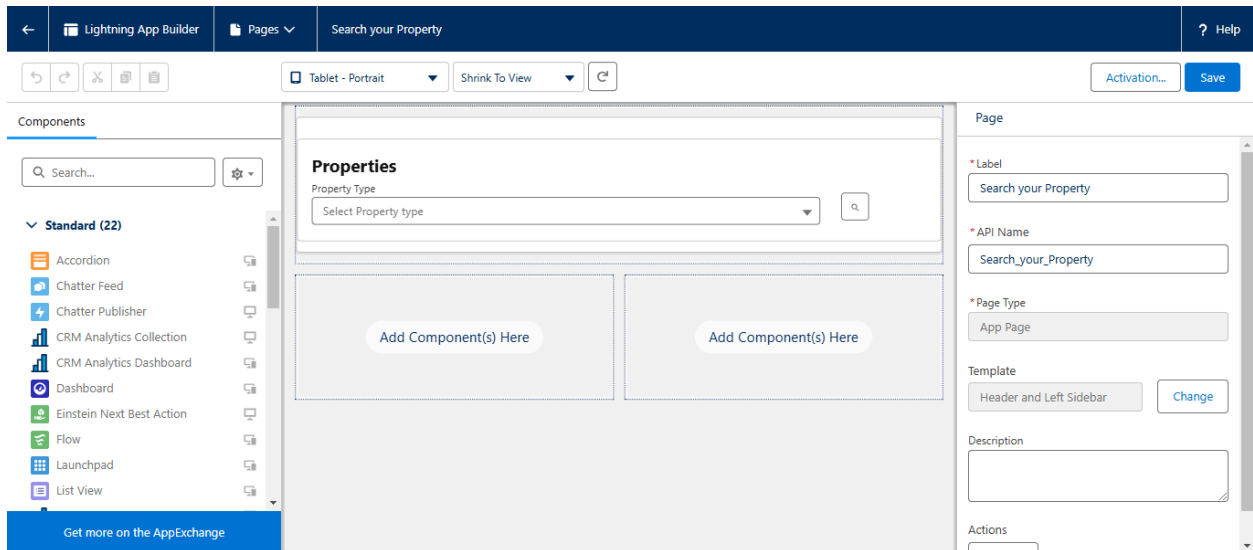 Lightning App Builder
Pages
Search your Property
? Help
Tablet - Portrait
Shrink To View
Activation...
Save
Components
Search...
Standard (22)
Accordion
Chatter Feed
Chatter Publisher
CRM Analytics Collection
CRM Analytics Dashboard
Dashboard
Einstein Next Best Action
Flow
Launchpad
List View
Get more on the AppExchange
Properties
Property Type
Select Property type
Add Component(s) Here
Add Component(s) Here
Page
*Label
Search your Property
*API Name
Search_your_Property
*Page Type
App Page
Template
Header and Left Sidebar
Change
Description
Actions